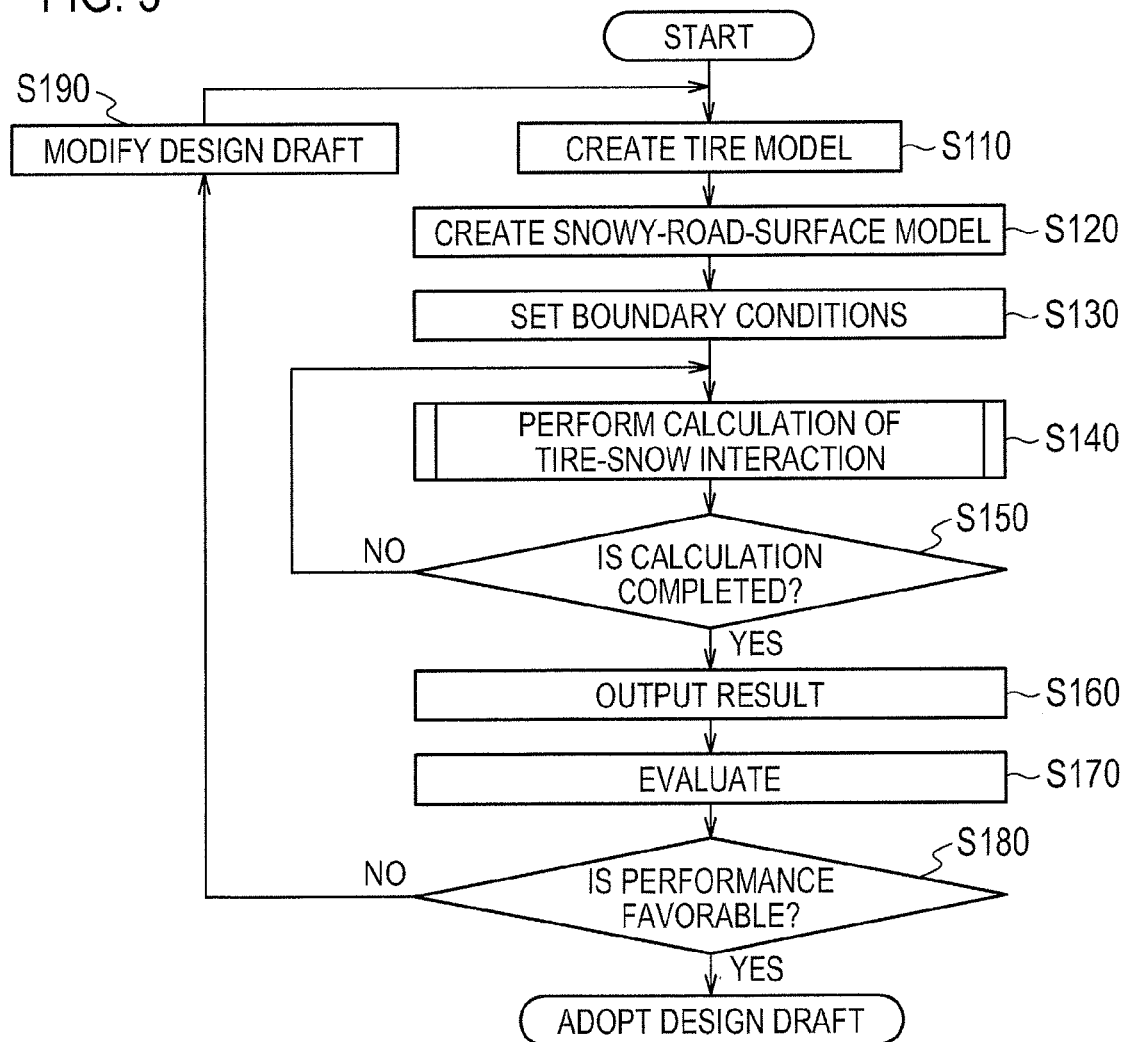 START
S190
MODIFY DESIGN DRAFT
CREATE TIRE MODEL
S110
CREATE SNOWY-ROAD-SURFACE MODEL
S120
SET BOUNDARY CONDITIONS
S130
PERFORM CALCULATION OF
TIRE-SNOW INTERACTION
S140
S150
NO
IS CALCULATION
COMPLETED?
YES
OUTPUT RESULT
S160
EVALUATE
S170
S180
NO
IS PERFORMANCE
FAVORABLE?
YES
ADOPT DESIGN DRAFT